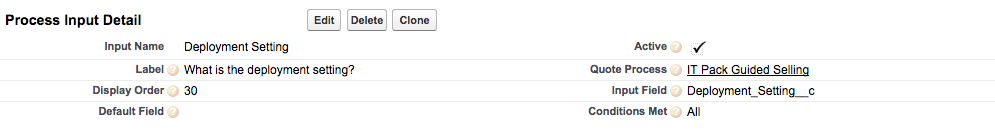 Process Input Detail Edit Delete Clone
Input Name Deployment Setting Active
Label What is the deployment setting? Quote Process IT Pack Guided Selling
Display Order 30 Input Field Deployment_Setting__c
Default Field Conditions Met All